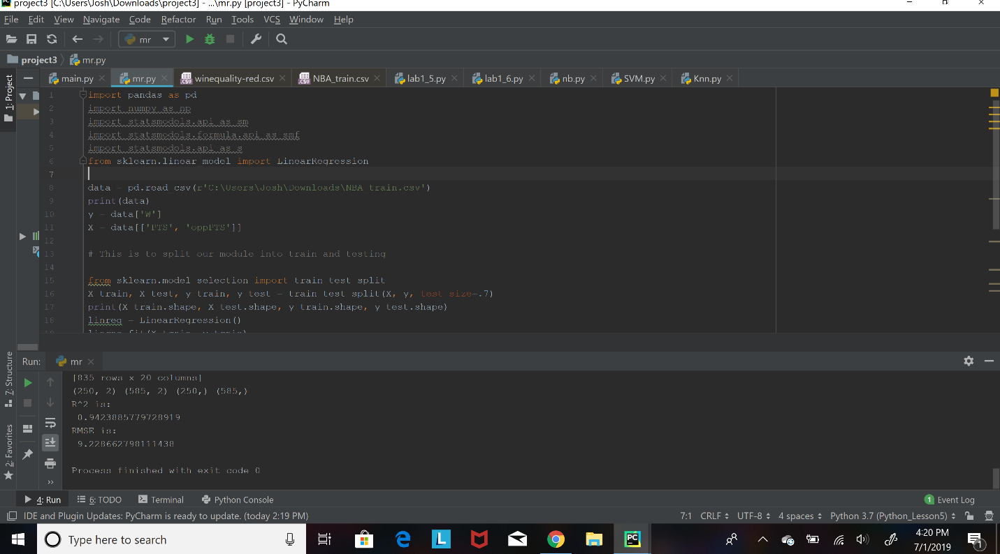 project3 [C:\Users\Josh\Downloads\project3] - ...\mr.py [project3] - PyCharm
File Edit View Navigate Code Refactor Run Tools VCS Window Help
mr
project3 mr.py
main.py mr.py winequality-red.csv NBA_train.csv lab1_5.py lab1_6.py nb.py SVM.py Knn.py
1: Project
1 import pandas as pd
2 import numpy as np
3 import statsmodels.api as sm
4 import statsmodels.formula.api as smf
5 import statsmodels.api as s
6 from sklearn.linear_model import LinearRegression
7
8 data = pd.read_csv(r'C:\Users\Josh\Downloads\NBA_train.csv')
9 print(data)
10 y = data['W']
11 X = data[['PTS', 'oppPTS']]
12
13 # This is to split our module into train and testing
14
15 from sklearn.model_selection import train_test_split
16 X_train, X_test, y_train, y_test = train_test_split(X, y, test_size=.7)
17 print(X_train.shape, X_test.shape, y_train.shape, y_test.shape)
18 linreg = LinearRegression()
7: Structure
2: Favorites
Run: mr
[835 rows x 20 columns]
(250, 2) (585, 2) (250,) (585,)
R^2 is:
0.9423885779728919
RMSE is:
9.228662798111438
Process finished with exit code 0
4: Run 6: TODO Terminal Python Console 1 Event Log
IDE and Plugin Updates: PyCharm is ready to update. (today 2:19 PM) 7:1 CRLF UTF-8 4 spaces Python 3.7 (Python_Lesson5)
Type here to search
L
PC
4:20 PM
7/1/2019
1